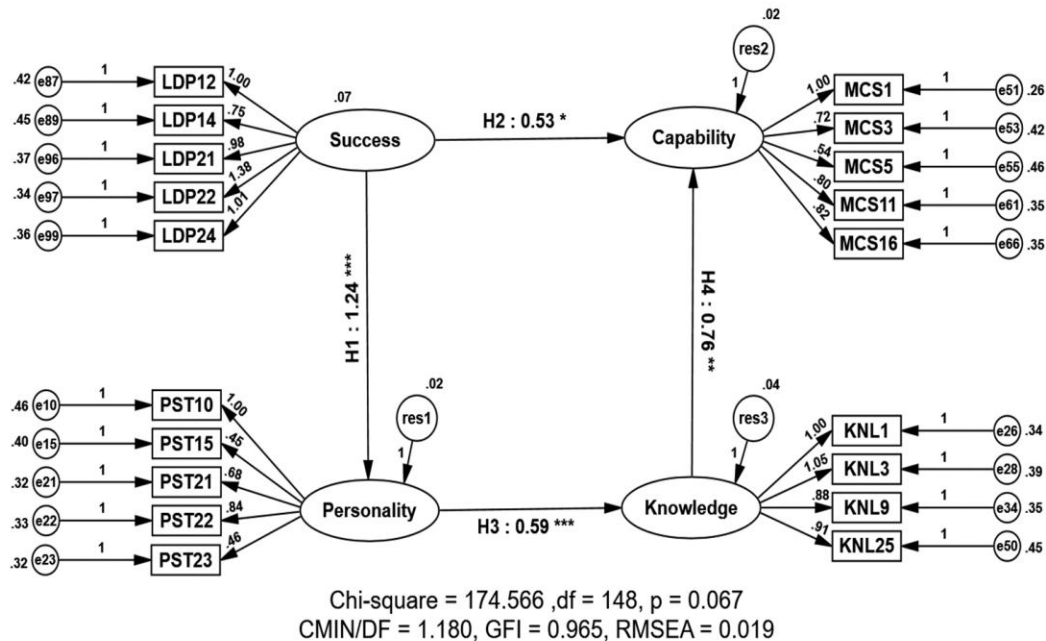 .02
res2
1
.42 e87 1 LDP12 1.00
.45 e89 1 LDP14 .75
.37 e96 1 LDP21 .98
.34 e97 1 LDP22 1.38
.36 e99 1 LDP24 1.01
.07
Success
H2 : 0.53 *
Capability
1.00 MCS1 1 e51 .26
.72 MCS3 1 e53 .42
.54 MCS5 1 e55 .46
.80 MCS11 1 e61 .35
.82 MCS16 1 e66 .35
H1 : 1.24 ***
H4 : 0.76 **
.46 e10 1 PST10 1.00
.40 e15 1 PST15 .45
.32 e21 1 PST21 .68
.33 e22 1 PST22 .84
.32 e23 1 PST23 .46
.02
res1
1
Personality
H3 : 0.59 ***
.04
res3
1
Knowledge
1.00 KNL1 1 e26 .34
1.05 KNL3 1 e28 .39
.88 KNL9 1 e34 .35
.91 KNL25 1 e50 .45
Chi-square = 174.566 ,df = 148, p = 0.067
CMIN/DF = 1.180, GFI = 0.965, RMSEA = 0.019